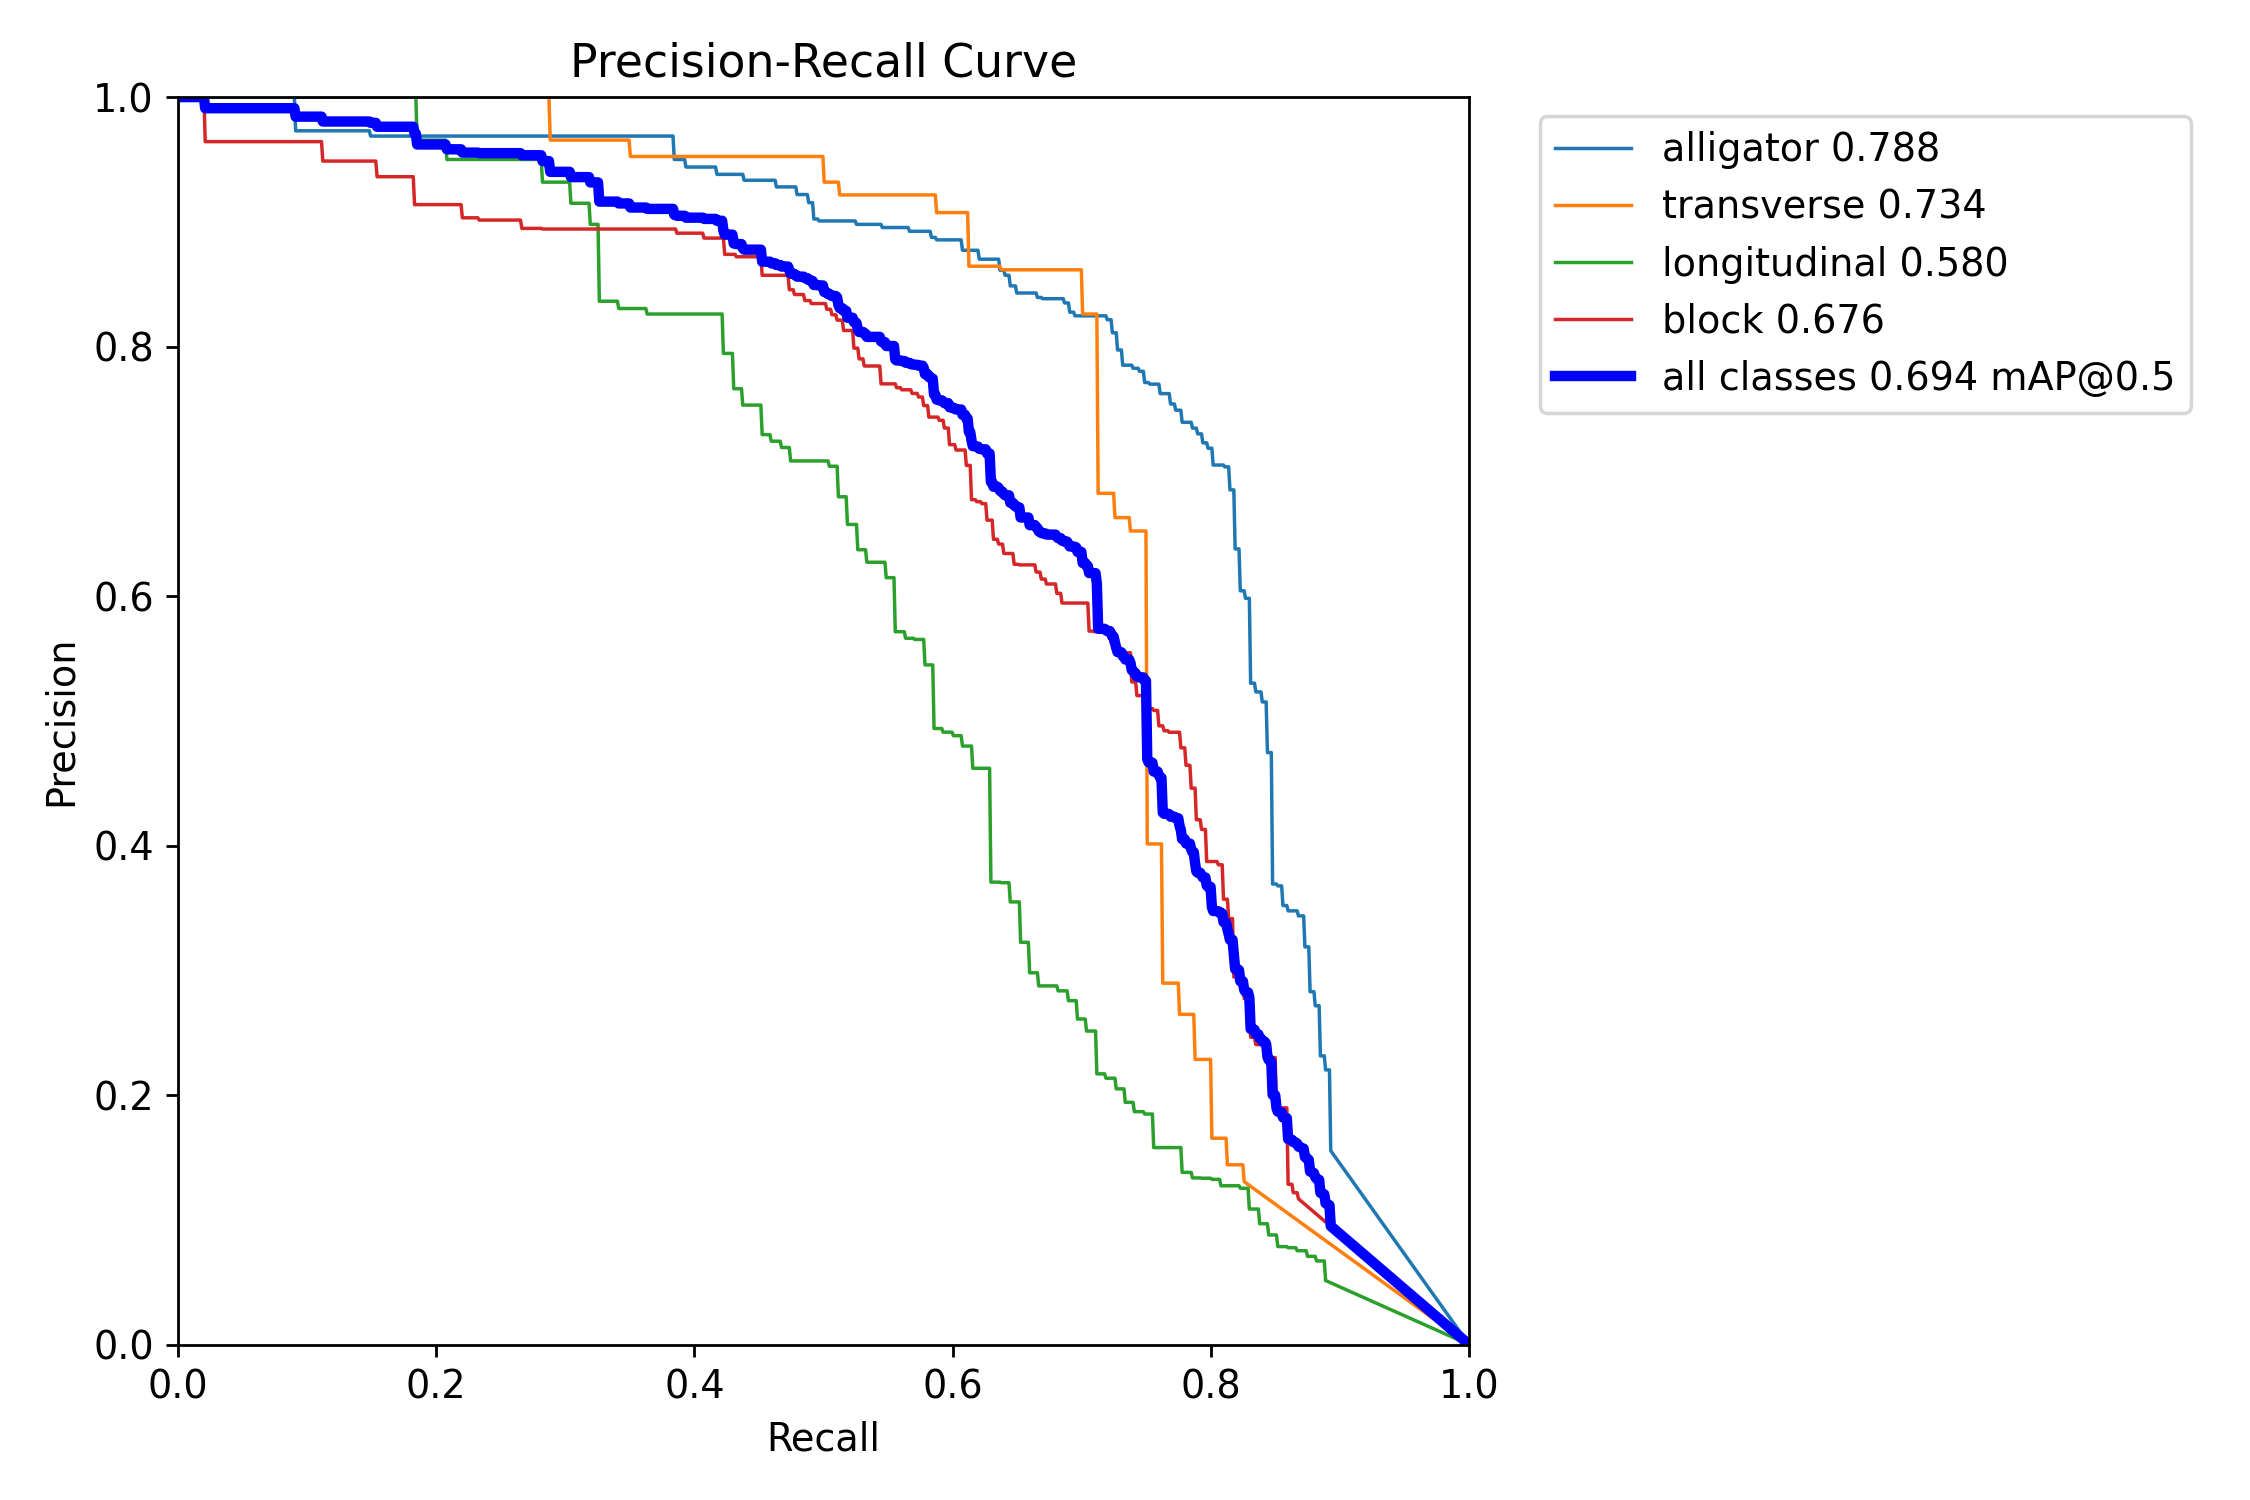 Precision-Recall Curve
1.0
0.8
0.6
0.4
0.2
0.0
Precision
0.0 0.2 0.4 0.6 0.8 1.0
Recall
alligator 0.788
transverse 0.734
longitudinal 0.580
block 0.676
all classes 0.694 mAP@0.5